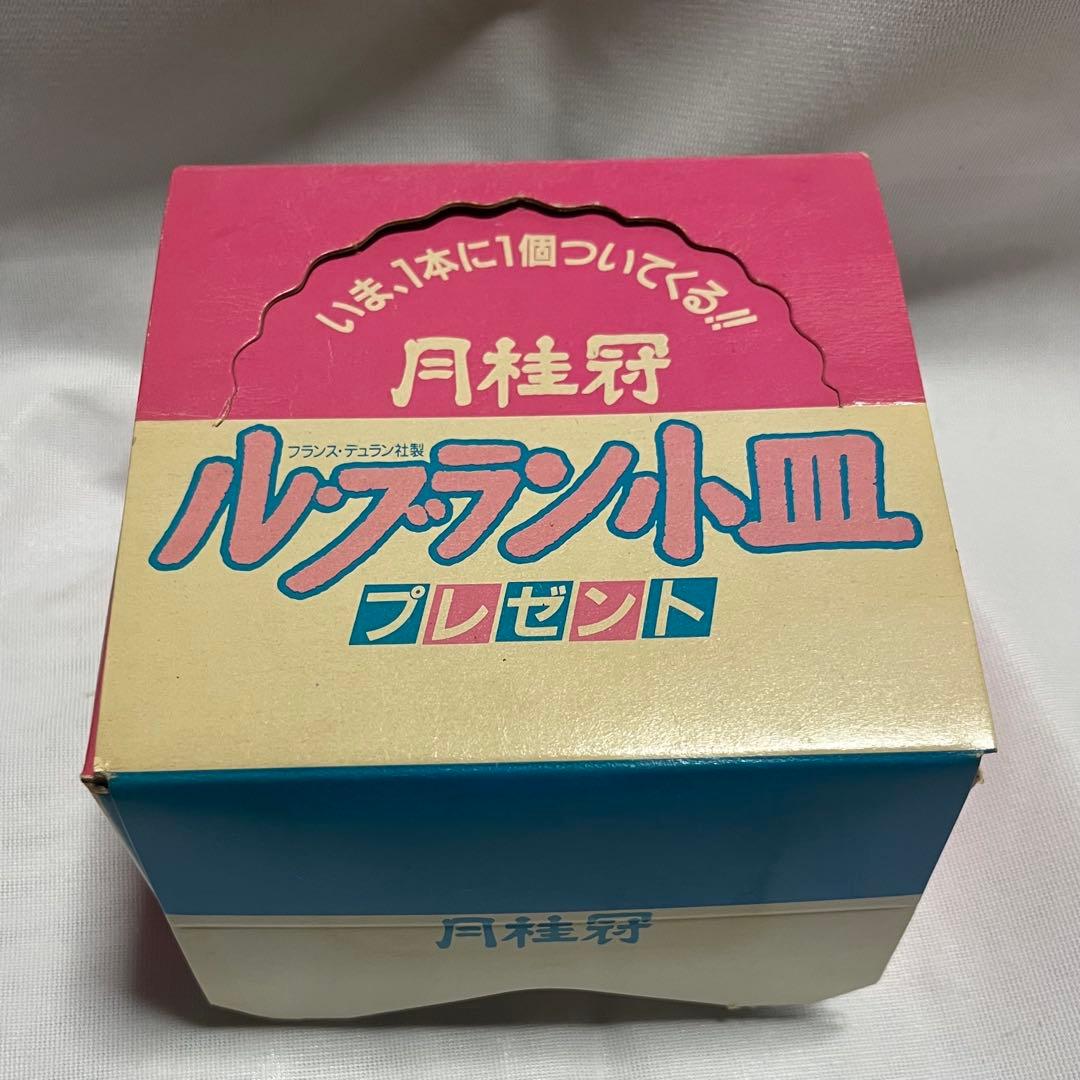 いま、1本に1個ついてくる!!
月桂冠
フランス・デュラン社製
ル・ブラン小皿
プレゼント
月桂冠